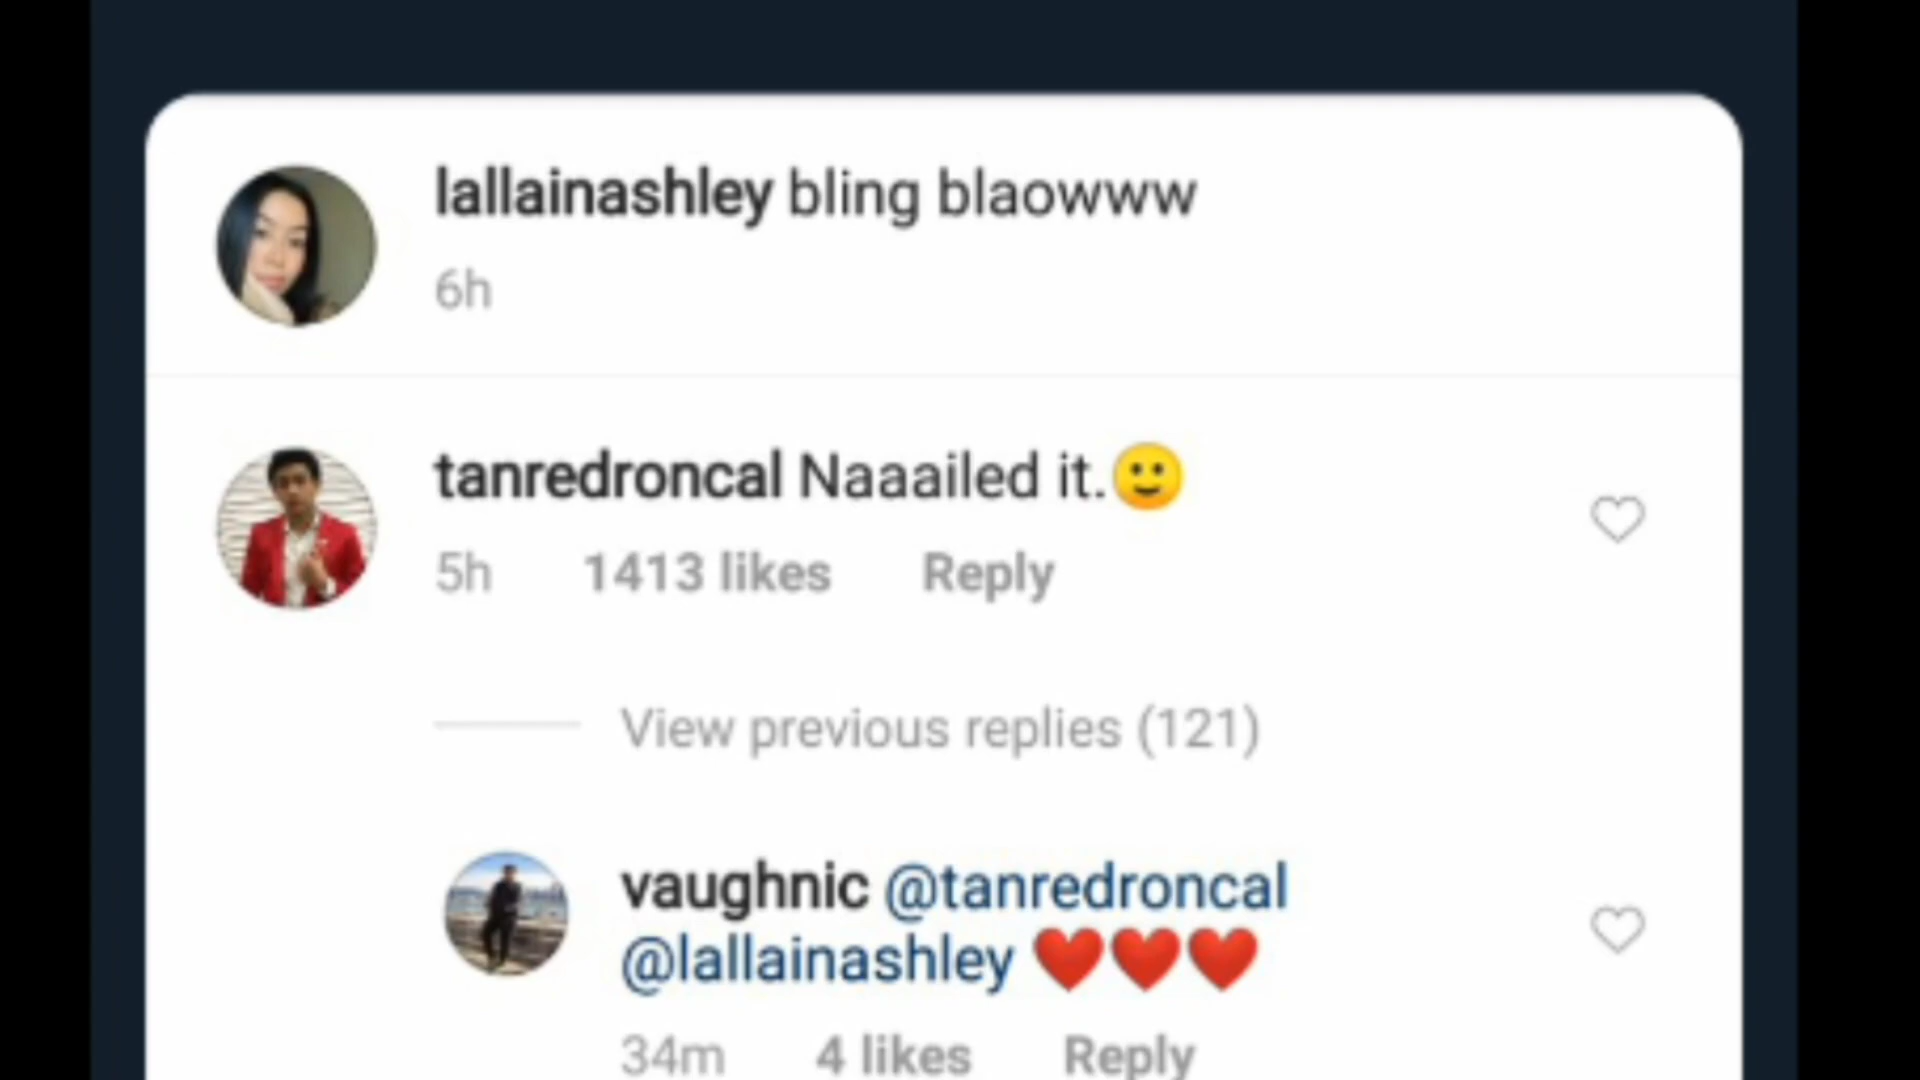 lallainashley bling blaowww
6h
tanredroncal Naaailed it.🙂
5h 1413 likes Reply
View previous replies (121)
vaughnic @tanredroncal
@lallainashley ❤️❤️❤️
34m 4 likes Reply